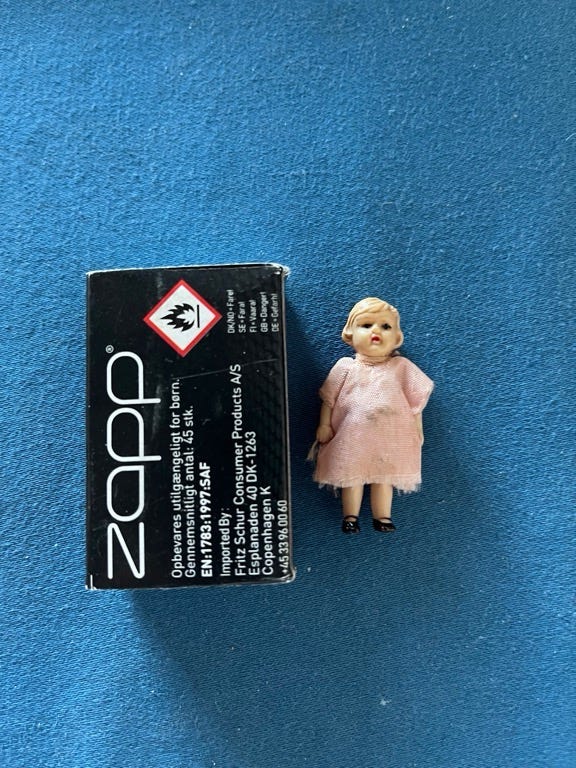 zapp®
Opbevares utilgængeligt for børn.
Gennemsnitligt antal: 45 stk.
EN:1783:1997:SAF
Imported By:
Fritz Schur Consumer Products A/S
Esplanaden 40 DK-1263
Copenhagen K
+45 33 96 00 60
DK/NO • Fare!
SE • Fara!
FI • Vaara!
GB • Danger!
DE • Gefahr!